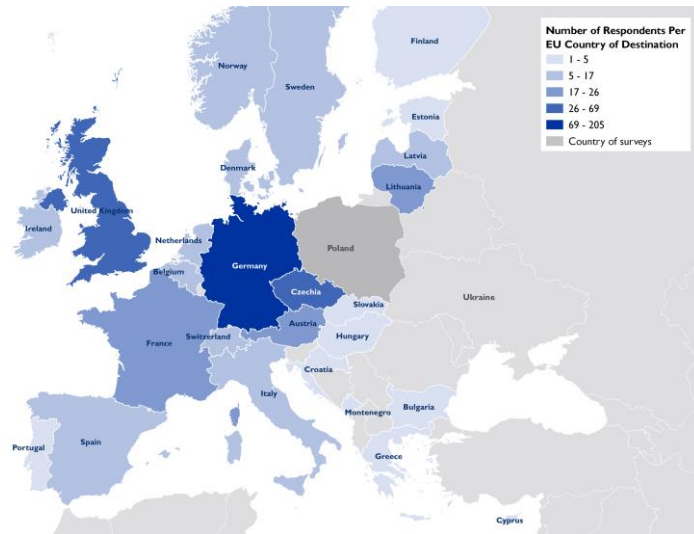 Number of Respondents Per
EU Country of Destination
1 - 5
5 - 17
17 - 26
26 - 69
69 - 205
Country of surveys
Finland
Norway
Sweden
Estonia
Latvia
Denmark
Lithuania
United Kingdom
Ireland
Netherlands
Poland
Belgium
Germany
Czechia
Ukraine
Slovakia
Austria
Hungary
France
Switzerland
Croatia
Italy
Montenegro
Bulgaria
Portugal
Spain
Greece
Cyprus